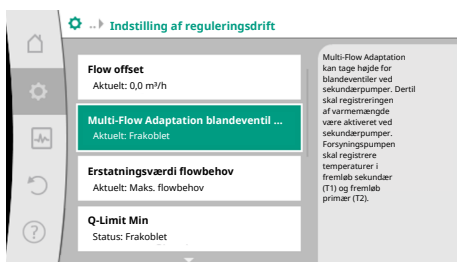 ..
Indstilling af reguleringsdrift
Flow offset
Aktuelt: 0,0 m³/h
Multi-Flow Adaptation blandeventil ...
Aktuelt: Frakoblet
Erstatningsværdi flowbehov
Aktuelt: Maks. flowbehov
Q-Limit Min
Status: Frakoblet
Multi-Flow Adaptation
kan tage højde for
blandeventiler ved
sekundærpumper. Dertil
skal registreringen
af varmemængde
være aktiveret ved
sekundærpumper.
Forsyningspumpen
skal registrere
temperaturer i
fremløb sekundær
(T1) og fremløb
primær (T2).